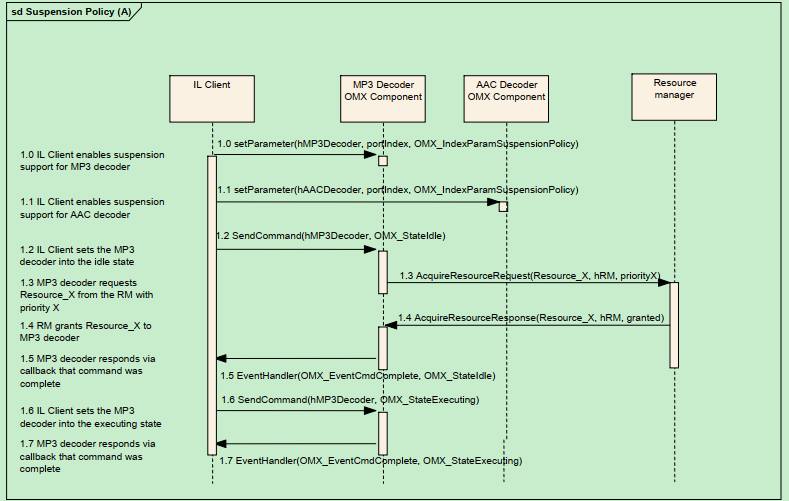 sd Suspension Policy (A)
IL Client
MP3 Decoder
OMX Component
AAC Decoder
OMX Component
Resource
manager
1.0 IL Client enables suspension
support for MP3 decoder
1.0 setParameter(hMP3Decoder, portIndex, OMX_IndexParamSuspensionPolicy)
1.1 IL Client enables suspension
support for AAC decoder
1.1 setParameter(hAACDecoder, portIndex, OMX_IndexParamSuspensionPolicy)
1.2 IL Client sets the MP3
decoder into the idle state
1.2 SendCommand(hMP3Decoder, OMX_StateIdle)
1.3 MP3 decoder requests
Resource_X from the RM with
priority X
1.3 AcquireResourceRequest(Resource_X, hRM, priorityX)
1.4 RM grants Resource_X to
MP3 decoder
1.4 AcquireResourceResponse(Resource_X, hRM, granted)
1.5 MP3 decoder responds via
callback that command was
complete
1.5 EventHandler(OMX_EventCmdComplete, OMX_StateIdle)
1.6 IL Client sets the MP3
decoder into the executing state
1.6 SendCommand(hMP3Decoder, OMX_StateExecuting)
1.7 MP3 decoder responds via
callback that command was
complete
1.7 EventHandler(OMX_EventCmdComplete, OMX_StateExecuting)